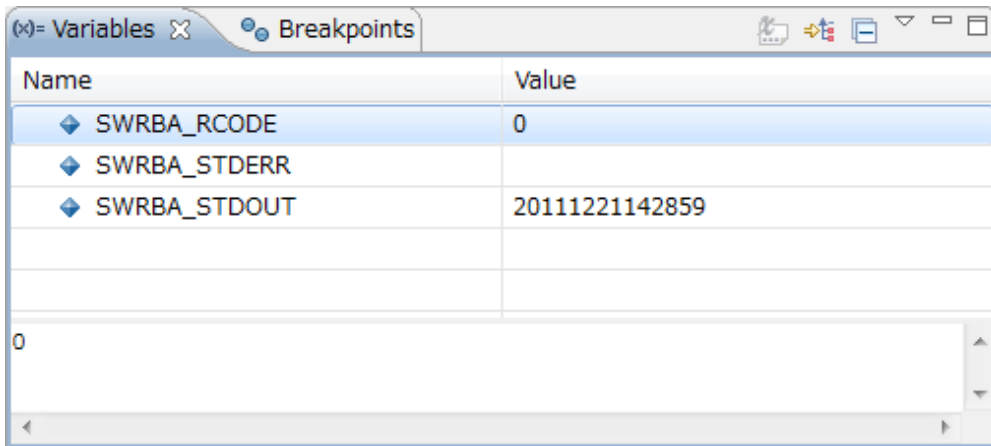 (x)= Variables Breakpoints
Name Value
SWRBA_RCODE 0
SWRBA_STDERR
SWRBA_STDOUT 20111221142859
0